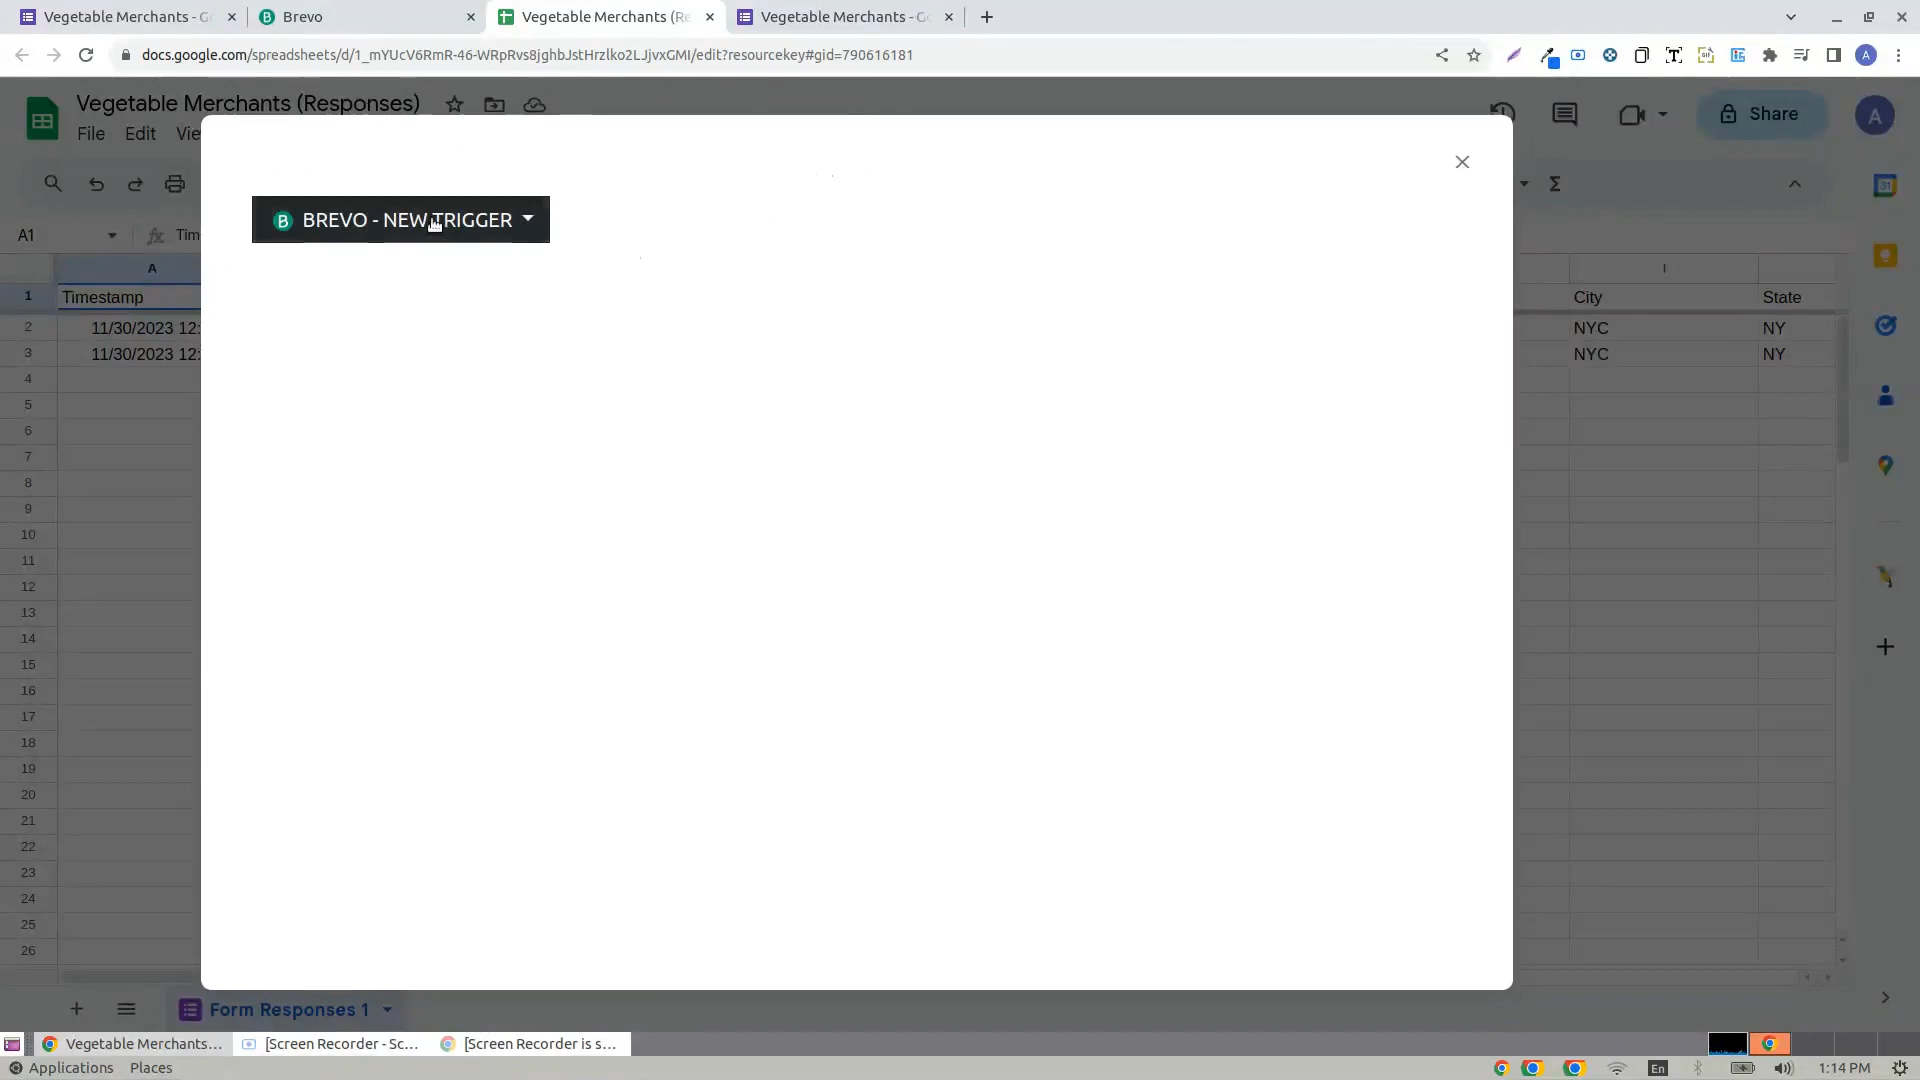 Vegetable Merchants - G
Brevo
Vegetable Merchants (Re
Vegetable Merchants - Go
docs.google.com/spreadsheets/d/1_mYUcV6RmR-46-WRpRvs8jghbJstHrzlko2LJjvxGMI/edit?resourcekey#gid=790616181
A
Vegetable Merchants (Responses)
File Edit Vie
Share
A
A1
Tim
BREVO - NEW TRIGGER
A
I
1 Timestamp City State
2 11/30/2023 12: NYC NY
3 11/30/2023 12: NYC NY
4
5
6
7
8
9
10
11
12
13
14
15
16
17
18
19
20
21
22
23
24
25
26
Form Responses 1
Vegetable Merchants...
[Screen Recorder - Sc...
[Screen Recorder is s...
Applications Places
En
1:14 PM